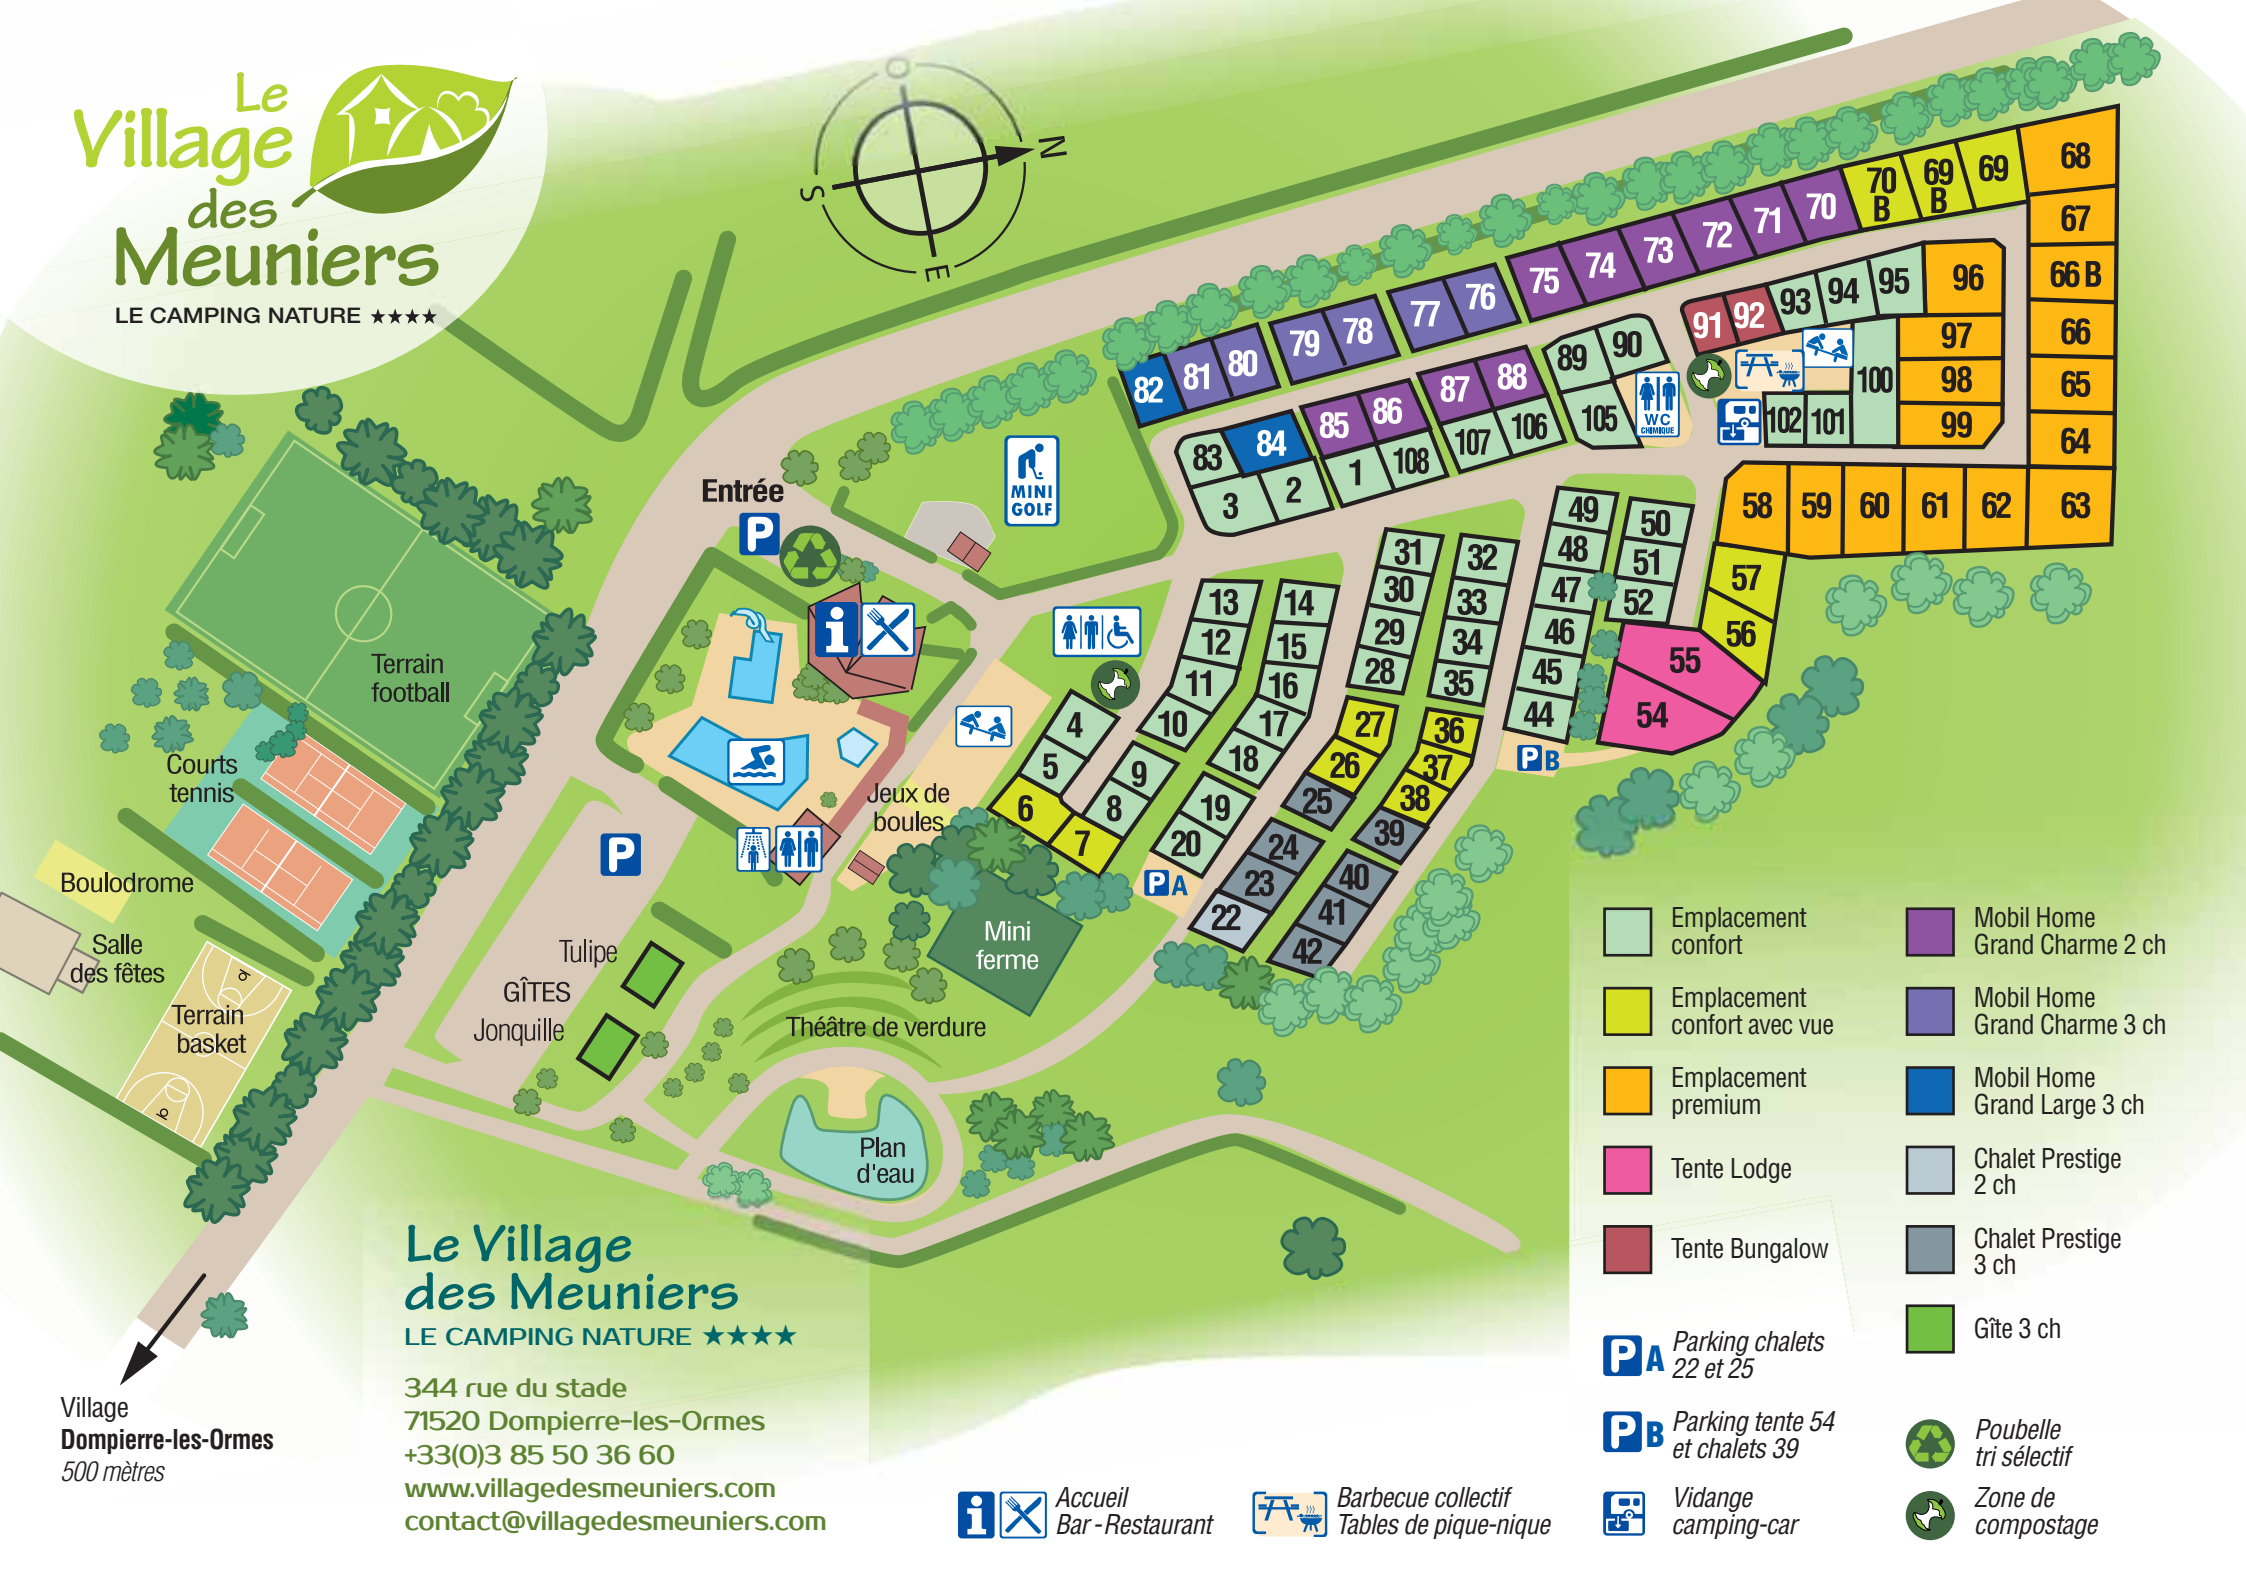 Le
Village
des
Meuniers
LE CAMPING NATURE ★★★★
O
N
S
E
Entrée
P
MINI
GOLF
i
Terrain
football
Courts
tennis
Boulodrome
Salle
des fêtes
Terrain
basket
P
Jeux de
boules
Tulipe
GÎTES
Jonquille
Mini
ferme
Théâtre de verdure
Plan
d'eau
68
67
66 B
66
65
64
63
62
61
60
59
58
69
69
B
70
B
70
71
72
73
74
75
76
77
78
79
80
81
82
83
84
85
86
87
88
89
90
105
106
107
108
1
2
3
91
92
93
94
95
96
97
98
99
100
101
102
WC
CHIMIQUE
57
56
55
54
49
48
47
46
45
44
50
51
52
P B
31
30
29
28
27
26
25
24
23
22
32
33
34
35
36
37
38
39
40
41
42
13
12
11
10
9
8
7
6
5
4
14
15
16
17
18
19
20
P A
Emplacement
confort
Emplacement
confort avec vue
Emplacement
premium
Tente Lodge
Tente Bungalow
P A Parking chalets
22 et 25
P B Parking tente 54
et chalets 39
Vidange
camping-car
Mobil Home
Grand Charme 2 ch
Mobil Home
Grand Charme 3 ch
Mobil Home
Grand Large 3 ch
Chalet Prestige
2 ch
Chalet Prestige
3 ch
Gîte 3 ch
Poubelle
tri sélectif
Zone de
compostage
i Accueil
Bar-Restaurant
Barbecue collectif
Tables de pique-nique
Le Village
des Meuniers
LE CAMPING NATURE ★★★★
344 rue du stade
71520 Dompierre-les-Ormes
+33(0)3 85 50 36 60
www.villagedesmeuniers.com
contact@villagedesmeuniers.com
Village
Dompierre-les-Ormes
500 mètres